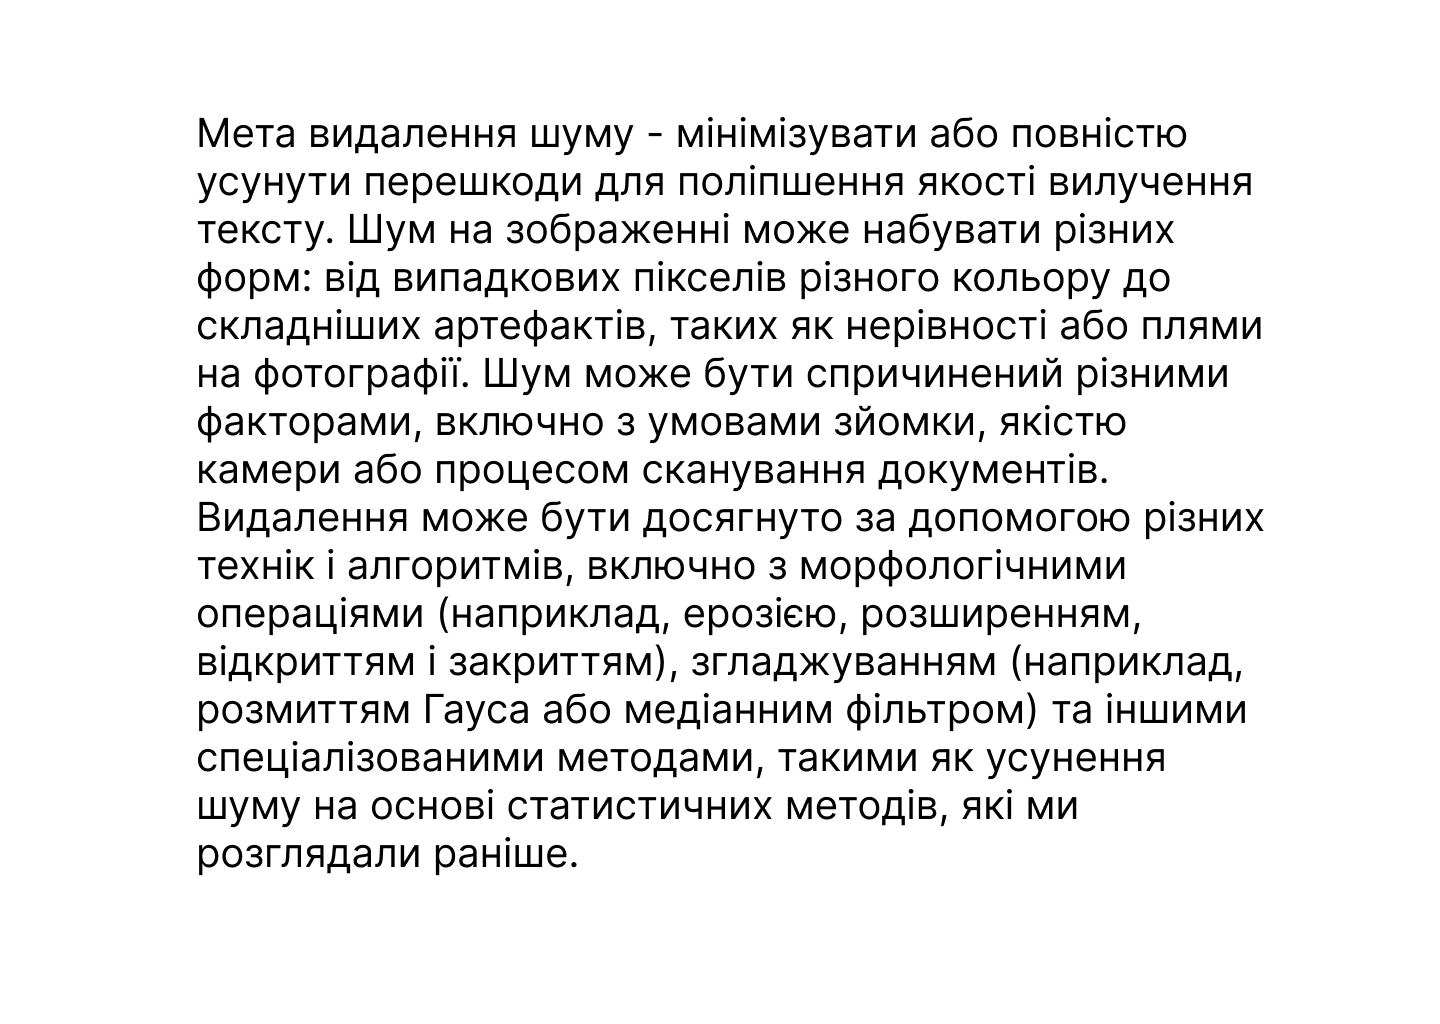 Мета видалення шуму - мінімізувати або повністю
усунути перешкоди для поліпшення якості вилучення
тексту. Шум на зображенні може набувати різних
форм: від випадкових пікселів різного кольору до
складніших артефактів, таких як нерівності або плями
на фотографії. Шум може бути спричинений різними
факторами, включно з умовами зйомки, якістю
камери або процесом сканування документів.
Видалення може бути досягнуто за допомогою різних
технік і алгоритмів, включно з морфологічними
операціями (наприклад, ерозією, розширенням,
відкриттям і закриттям), згладжуванням (наприклад,
розмиттям Гауса або медіанним фільтром) та іншими
спеціалізованими методами, такими як усунення
шуму на основі статистичних методів, які ми
розглядали раніше.